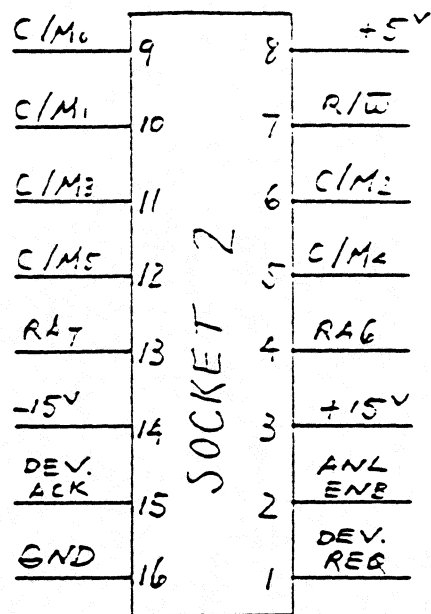 C/M₀ 9 8 +5ᵛ
C/M₁ 10 7 R/W̅
C/M₃ 11 6 C/M₂
C/M₅ 12 5 C/M₄
RA₇ 13 4 RA6
-15ᵛ 14 3 +15ᵛ
DEV. ACK 15 2 ANL ENB
GND 16 1 DEV. REQ
SOCKET 2